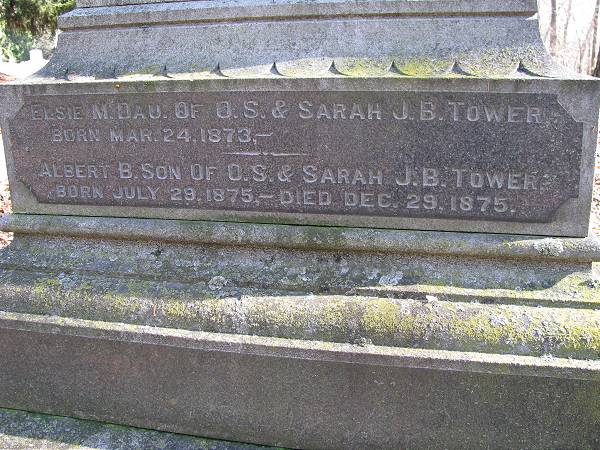 ELSIE M. DAU. OF O.S. & SARAH J.B. TOWER
BORN MAR. 24. 1873.—
ALBERT B. SON OF O.S. & SARAH J.B. TOWER.
BORN JULY 29, 1875.— DIED DEC. 29, 1875.